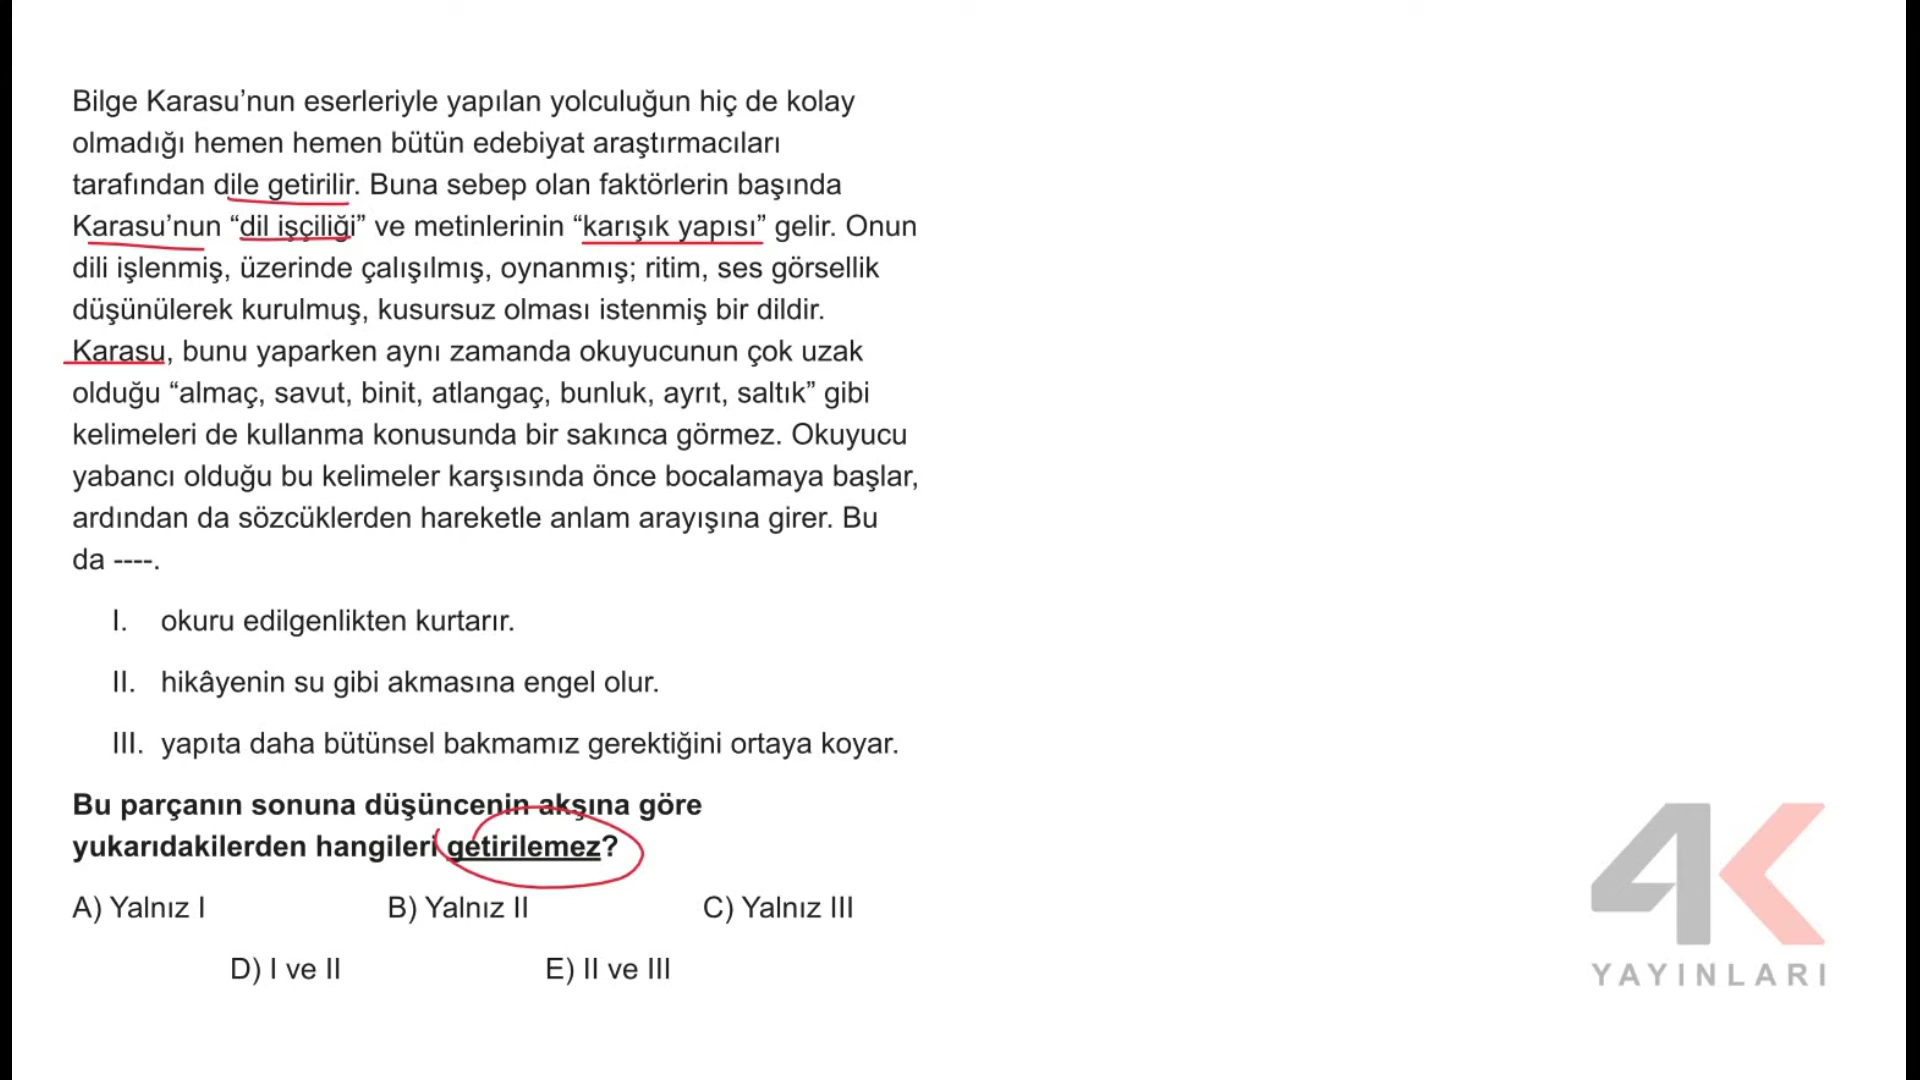 Bilge Karasu’nun eserleriyle yapılan yolculuğun hiç de kolay
olmadığı hemen hemen bütün edebiyat araştırmacıları
tarafından dile getirilir. Buna sebep olan faktörlerin başında
Karasu’nun “dil işçiliği” ve metinlerinin “karışık yapısı” gelir. Onun
dili işlenmiş, üzerinde çalışılmış, oynanmış; ritim, ses görsellik
düşünülerek kurulmuş, kusursuz olması istenmiş bir dildir.
Karasu, bunu yaparken aynı zamanda okuyucunun çok uzak
olduğu “almaç, savut, binit, atlangaç, bunluk, ayrıt, saltık” gibi
kelimeleri de kullanma konusunda bir sakınca görmez. Okuyucu
yabancı olduğu bu kelimeler karşısında önce bocalamaya başlar,
ardından da sözcüklerden hareketle anlam arayışına girer. Bu
da ----.
I. okuru edilgenlikten kurtarır.
II. hikâyenin su gibi akmasına engel olur.
III. yapıta daha bütünsel bakmamız gerektiğini ortaya koyar.
Bu parçanın sonuna düşüncenin akşına göre
yukarıdakilerden hangileri getirilemez?
A) Yalnız I B) Yalnız II C) Yalnız III
D) I ve II E) II ve III
4K
YAYINLARI